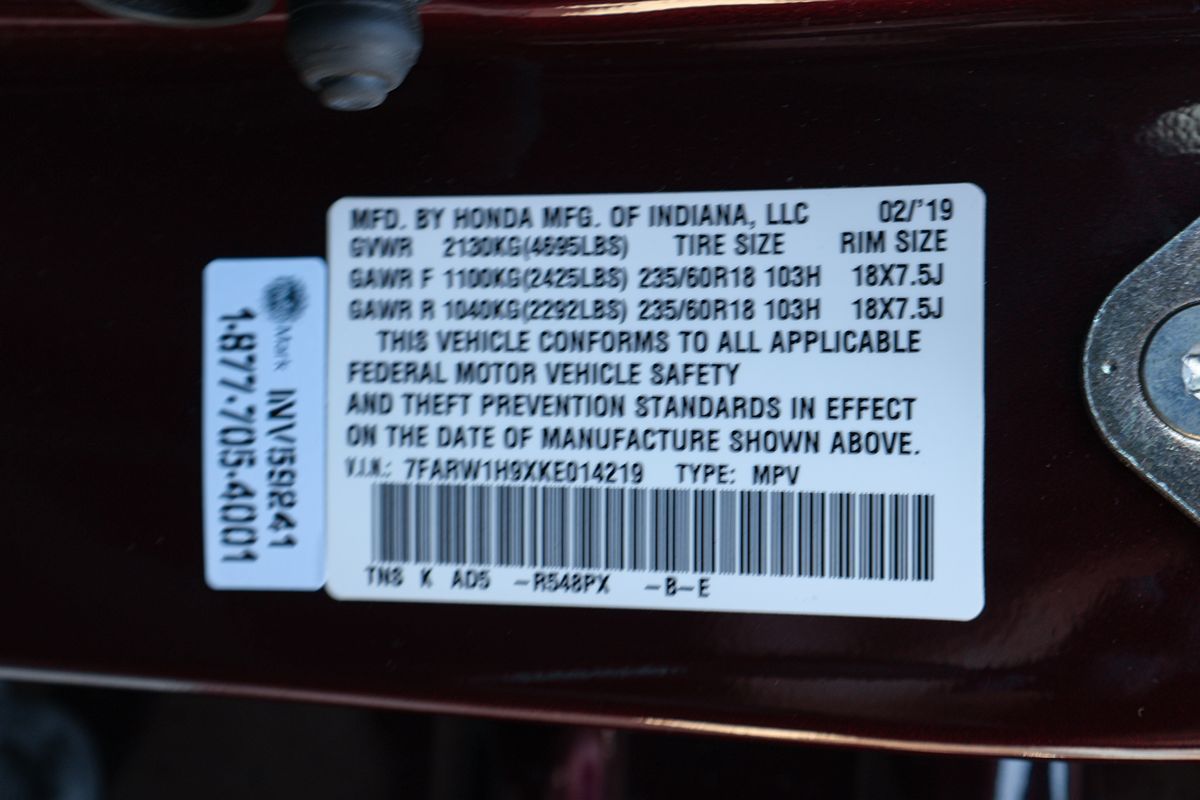 MFD. BY HONDA MFG. OF INDIANA, LLC 02/'19
GVWR 2130KG(4695LBS) TIRE SIZE RIM SIZE
GAWR F 1100KG(2425LBS) 235/60R18 103H 18X7.5J
GAWR R 1040KG(2292LBS) 235/60R18 103H 18X7.5J
THIS VEHICLE CONFORMS TO ALL APPLICABLE
FEDERAL MOTOR VEHICLE SAFETY
AND THEFT PREVENTION STANDARDS IN EFFECT
ON THE DATE OF MANUFACTURE SHOWN ABOVE.
V.I.N.: 7FARW1H9XKE014219 TYPE: MPV
TN8 K AD5 -R548PX -B-E
Mark INV59241
1.877.705.4001